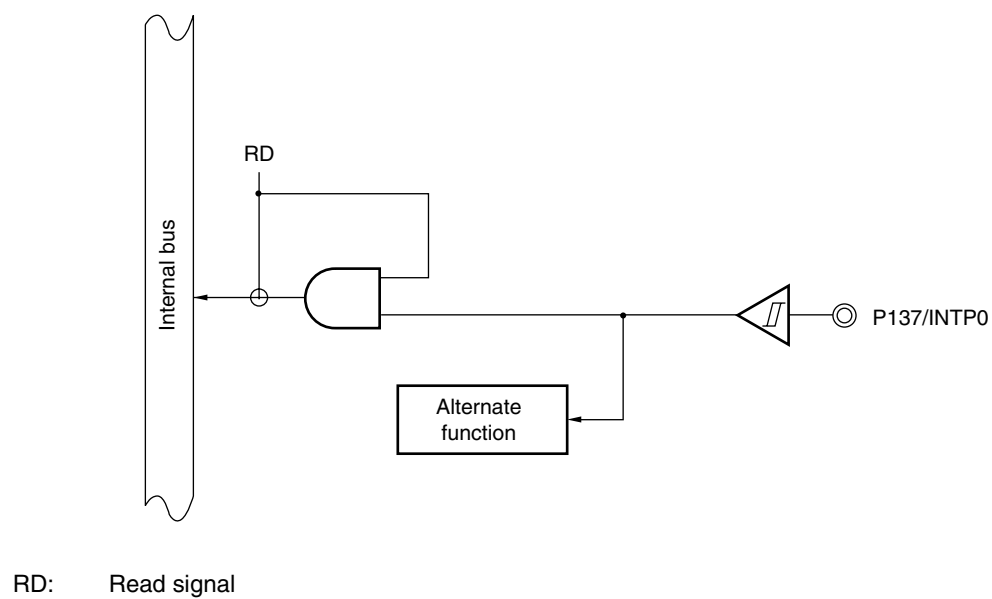 RD
Internal bus
P137/INTP0
Alternate
function
RD: Read signal